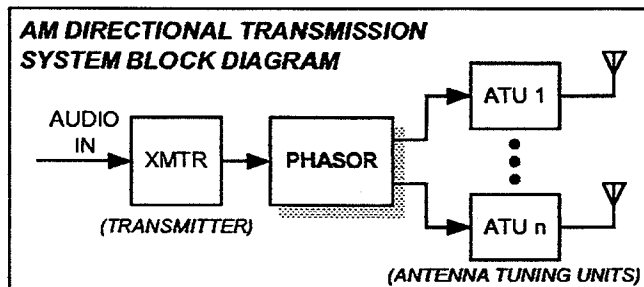 AM DIRECTIONAL TRANSMISSION
SYSTEM BLOCK DIAGRAM
AUDIO
IN
XMTR
(TRANSMITTER)
PHASOR
ATU 1
ATU n
(ANTENNA TUNING UNITS)